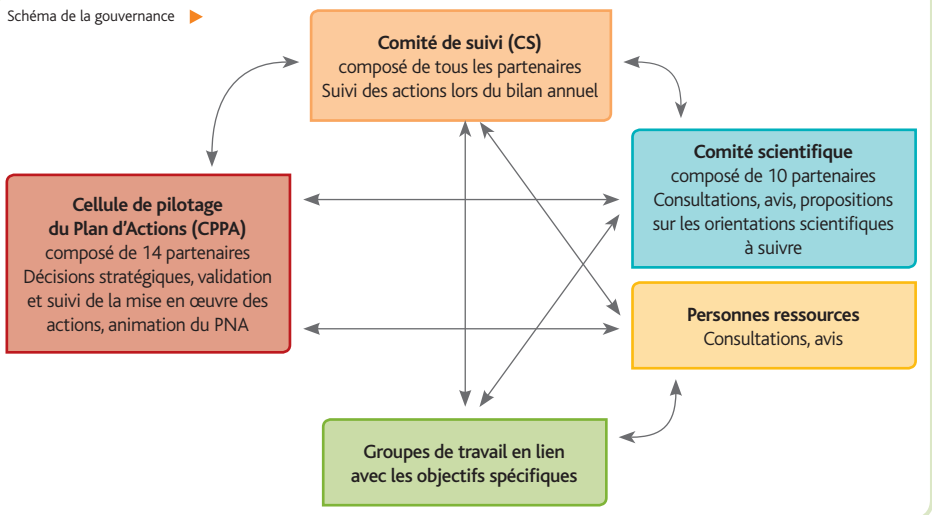 Schéma de la gouvernance
Comité de suivi (CS)
composé de tous les partenaires
Suivi des actions lors du bilan annuel
Comité scientifique
composé de 10 partenaires
Consultations, avis, propositions
sur les orientations scientifiques
à suivre
Cellule de pilotage
du Plan d'Actions (CPPA)
composé de 14 partenaires
Décisions stratégiques, validation
et suivi de la mise en œuvre des
actions, animation du PNA
Personnes ressources
Consultations, avis
Groupes de travail en lien
avec les objectifs spécifiques